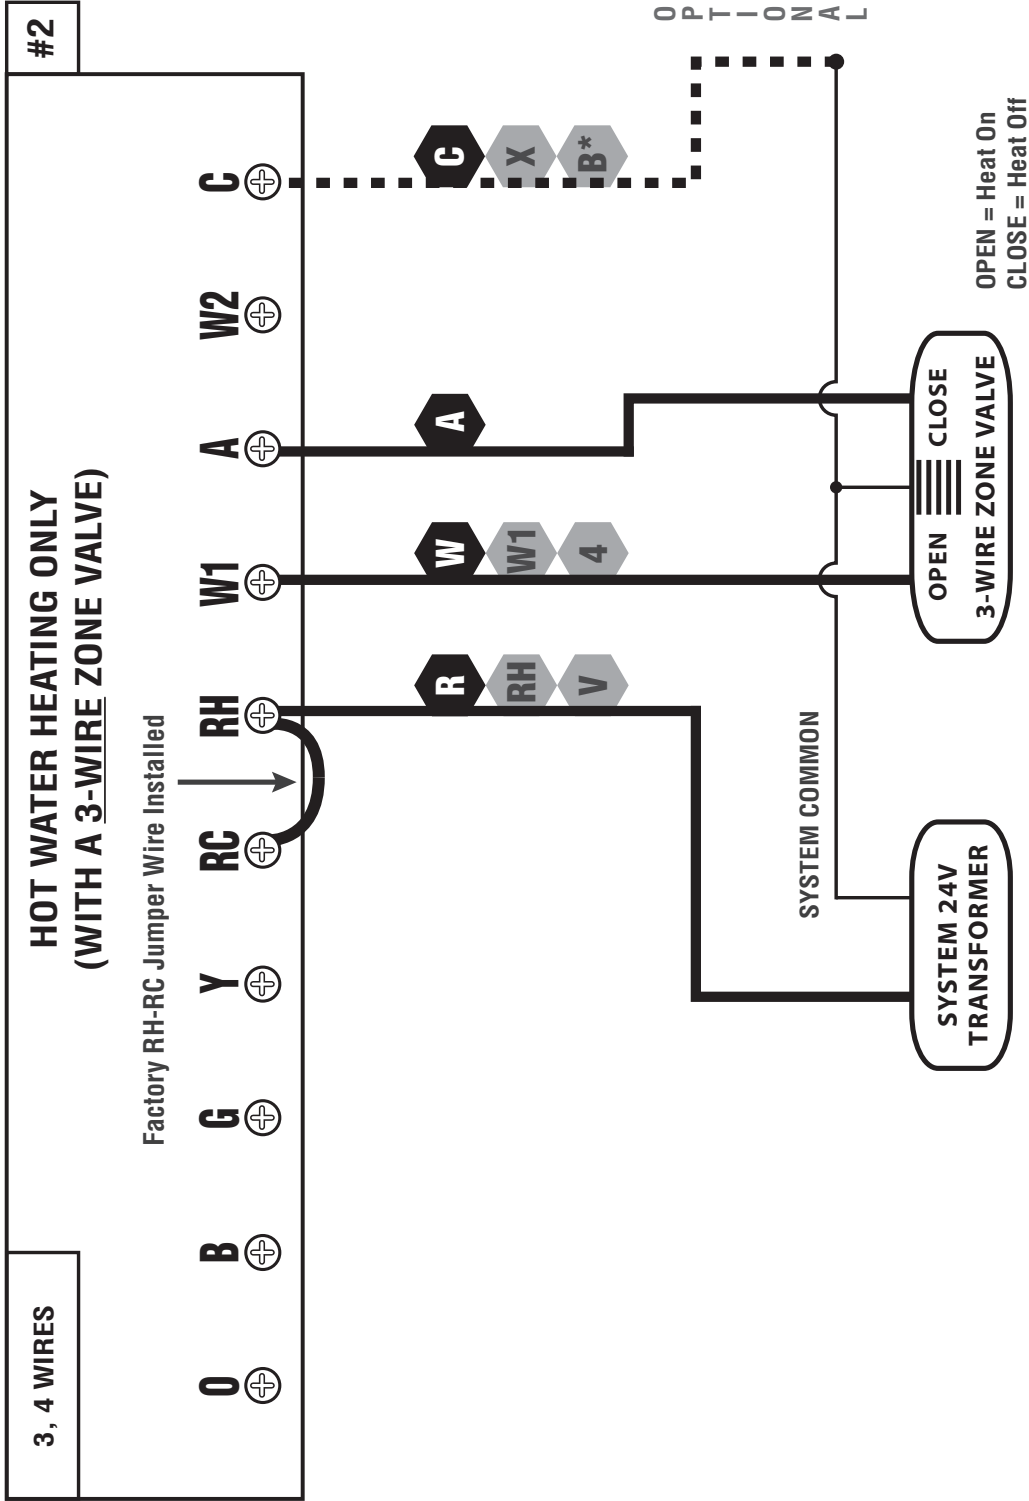 3, 4 WIRES
#2
HOT WATER HEATING ONLY
(WITH A 3-WIRE ZONE VALVE)
Factory RH-RC Jumper Wire Installed
O B G Y RC RH W1 A W2 C
R W A C
RH W1 X
V 4 B*
OPTIONAL
SYSTEM COMMON
SYSTEM 24V
TRANSFORMER
OPEN CLOSE
3-WIRE ZONE VALVE
OPEN = Heat On
CLOSE = Heat Off